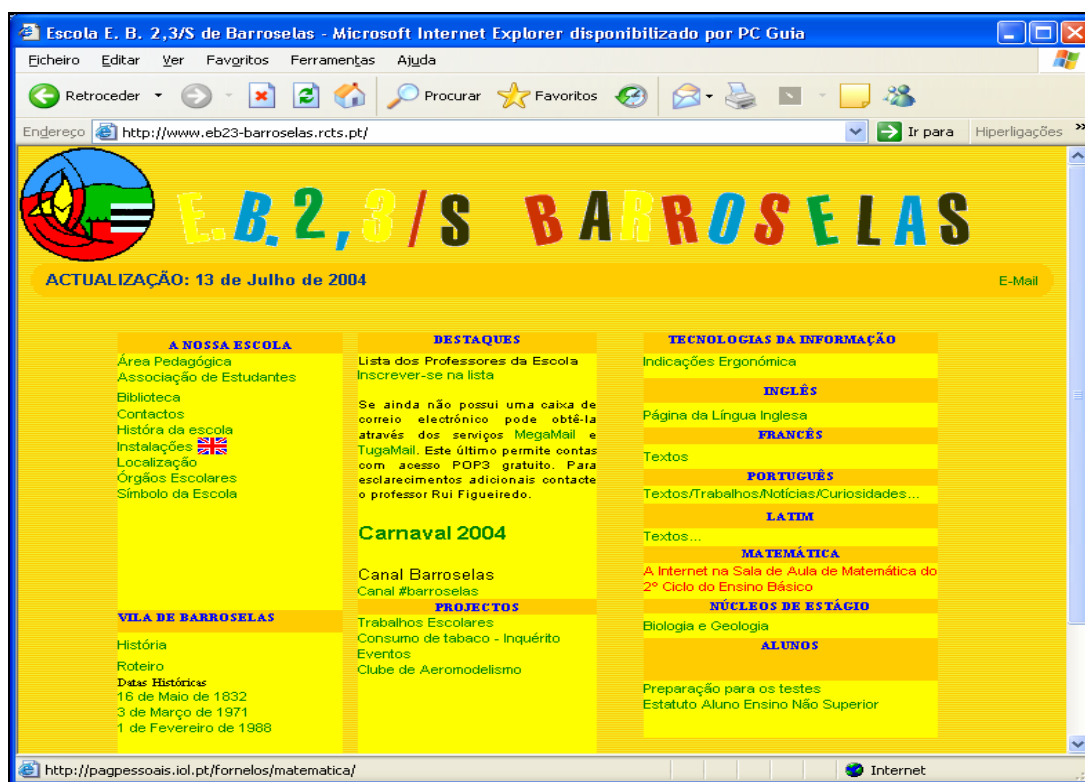 Escola E. B. 2,3/S de Barroselas - Microsoft Internet Explorer disponibilizado por PC Guia
Ficheiro Editar Ver Favoritos Ferramentas Ajuda
Retroceder Procurar Favoritos
Endereço http://www.eb23-barroselas.rcts.pt/ Ir para Hiperligações »
E.B.2,3/S BARROSELAS
ACTUALIZAÇÃO: 13 de Julho de 2004 E-Mail
A NOSSA ESCOLA
Área Pedagógica
Associação de Estudantes
Biblioteca
Contactos
Históra da escola
Instalações
Localização
Órgãos Escolares
Símbolo da Escola
VILA DE BARROSELAS
História
Roteiro
Datas Históricas
16 de Maio de 1832
3 de Março de 1971
1 de Fevereiro de 1988
DESTAQUES
Lista dos Professores da Escola
Inscrever-se na lista
Se ainda não possui uma caixa de
correio electrónico pode obtê-la
através dos serviços MegaMail e
TugaMail. Este último permite contas
com acesso POP3 gratuito. Para
esclarecimentos adicionais contacte
o professor Rui Figueiredo.
Carnaval 2004
Canal Barroselas
Canal #barroselas
PROJECTOS
Trabalhos Escolares
Consumo de tabaco - Inquérito
Eventos
Clube de Aeromodelismo
TECNOLOGIAS DA INFORMAÇÃO
Indicações Ergonómica
INGLÊS
Página da Língua Inglesa
FRANCÊS
Textos
PORTUGUÊS
Textos/Trabalhos/Notícias/Curiosidades...
LATIM
Textos...
MATEMÁTICA
A Internet na Sala de Aula de Matemática do
2º Ciclo do Ensino Básico
NÚCLEOS DE ESTÁGIO
Biologia e Geologia
ALUNOS
Preparação para os testes
Estatuto Aluno Ensino Não Superior
http://pagpessoais.iol.pt/fornelos/matematica/ Internet